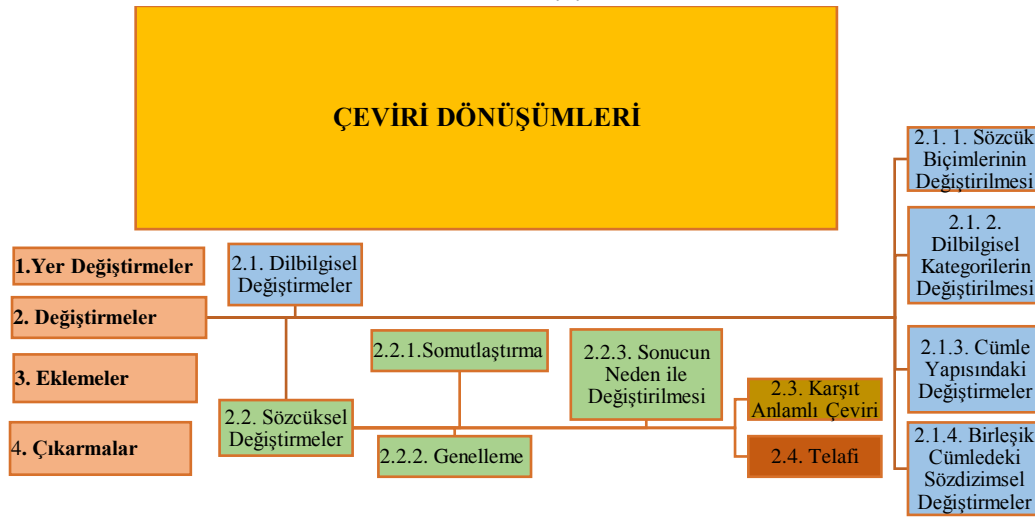 ÇEVİRİ DÖNÜŞÜMLERİ
1.Yer Değiştirmeler
2. Değiştirmeler
3. Eklemeler
4. Çıkarmalar
2.1. Dilbilgisel
Değiştirmeler
2.2. Sözcüksel
Değiştirmeler
2.2.1.Somutlaştırma
2.2.2. Genelleme
2.2.3. Sonucun
Neden ile
Değiştirilmesi
2.3. Karşıt
Anlamlı Çeviri
2.4. Telafi
2.1. 1. Sözcük
Biçimlerinin
Değiştirilmesi
2.1. 2.
Dilbilgisel
Kategorilerin
Değiştirilmesi
2.1.3. Cümle
Yapısındaki
Değiştirmeler
2.1.4. Birleşik
Cümledeki
Sözdizimsel
Değiştirmeler